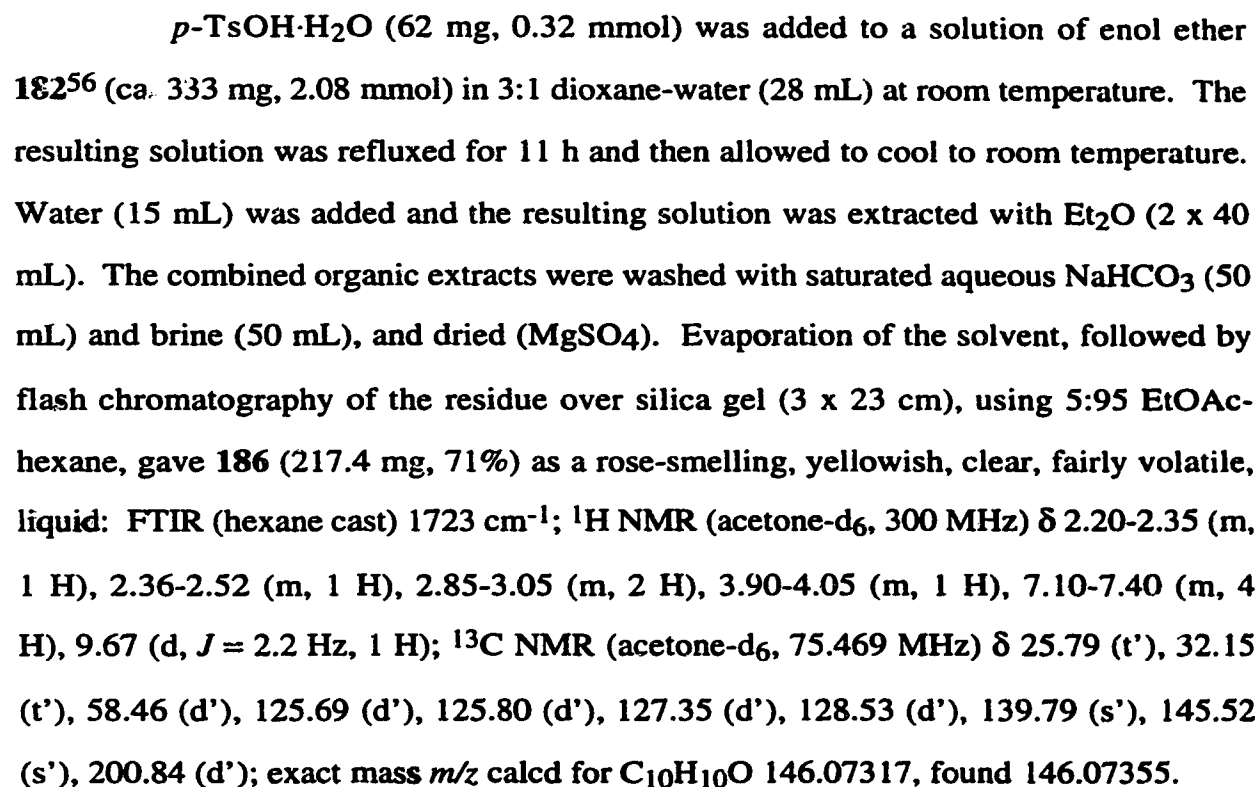 p-TsOH·H2O (62 mg, 0.32 mmol) was added to a solution of enol ether
182⁵⁶ (ca. 333 mg, 2.08 mmol) in 3:1 dioxane-water (28 mL) at room temperature. The
resulting solution was refluxed for 11 h and then allowed to cool to room temperature.
Water (15 mL) was added and the resulting solution was extracted with Et2O (2 x 40
mL). The combined organic extracts were washed with saturated aqueous NaHCO3 (50
mL) and brine (50 mL), and dried (MgSO4). Evaporation of the solvent, followed by
flash chromatography of the residue over silica gel (3 x 23 cm), using 5:95 EtOAc-
hexane, gave 186 (217.4 mg, 71%) as a rose-smelling, yellowish, clear, fairly volatile,
liquid: FTIR (hexane cast) 1723 cm⁻¹; ¹H NMR (acetone-d6, 300 MHz) δ 2.20-2.35 (m,
1 H), 2.36-2.52 (m, 1 H), 2.85-3.05 (m, 2 H), 3.90-4.05 (m, 1 H), 7.10-7.40 (m, 4
H), 9.67 (d, J = 2.2 Hz, 1 H); ¹³C NMR (acetone-d6, 75.469 MHz) δ 25.79 (t'), 32.15
(t'), 58.46 (d'), 125.69 (d'), 125.80 (d'), 127.35 (d'), 128.53 (d'), 139.79 (s'), 145.52
(s'), 200.84 (d'); exact mass m/z calcd for C10H10O 146.07317, found 146.07355.